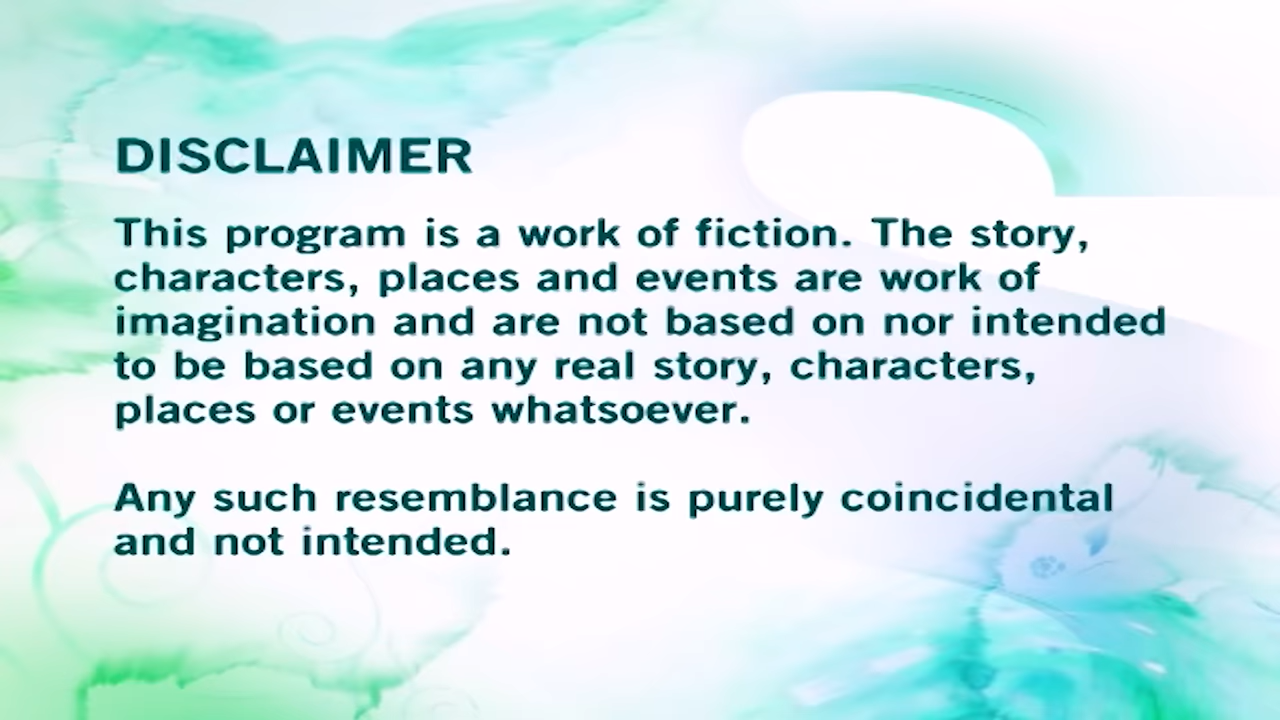 DISCLAIMER
This program is a work of fiction. The story,
characters, places and events are work of
imagination and are not based on nor intended
to be based on any real story, characters,
places or events whatsoever.
Any such resemblance is purely coincidental
and not intended.